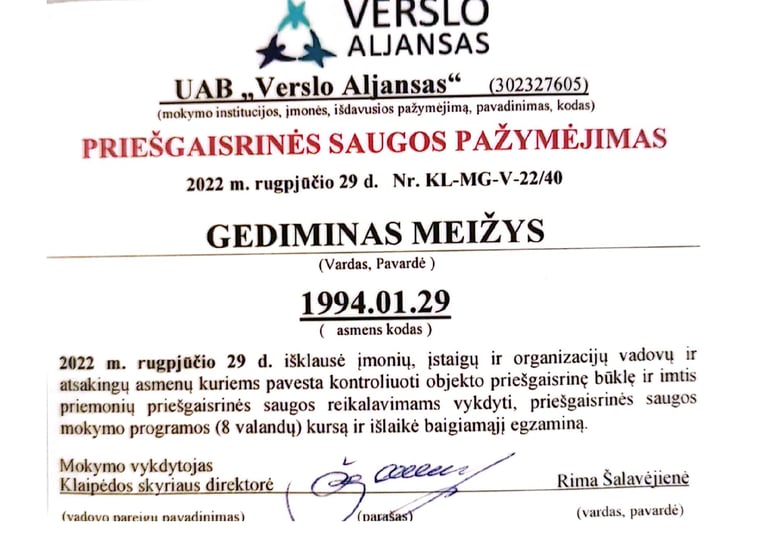 VERSLO
ALJANSAS
UAB „Verslo Aljansas“ (302327605)
(mokymo institucijos, įmonės, išdavusios pažymėjimą, pavadinimas, kodas)
PRIEŠGAISRINĖS SAUGOS PAŽYMĖJIMAS
2022 m. rugpjūčio 29 d. Nr. KL-MG-V-22/40
GEDIMINAS MEIŽYS
(Vardas, Pavardė )
1994.01.29
( asmens kodas )
2022 m. rugpjūčio 29 d. išklausė įmonių, įstaigų ir organizacijų vadovų ir
atsakingų asmenų kuriems pavesta kontroliuoti objekto priešgaisrinę būklę ir imtis
priemonių priešgaisrinės saugos reikalavimams vykdyti, priešgaisrinės saugos
mokymo programos (8 valandų) kursą ir išlaikė baigiamąjį egzaminą.
Mokymo vykdytojas
Klaipėdos skyriaus direktorė Rima Šalavėjienė
(vadovo pareigų pavadinimas) (parašas) (vardas, pavardė)